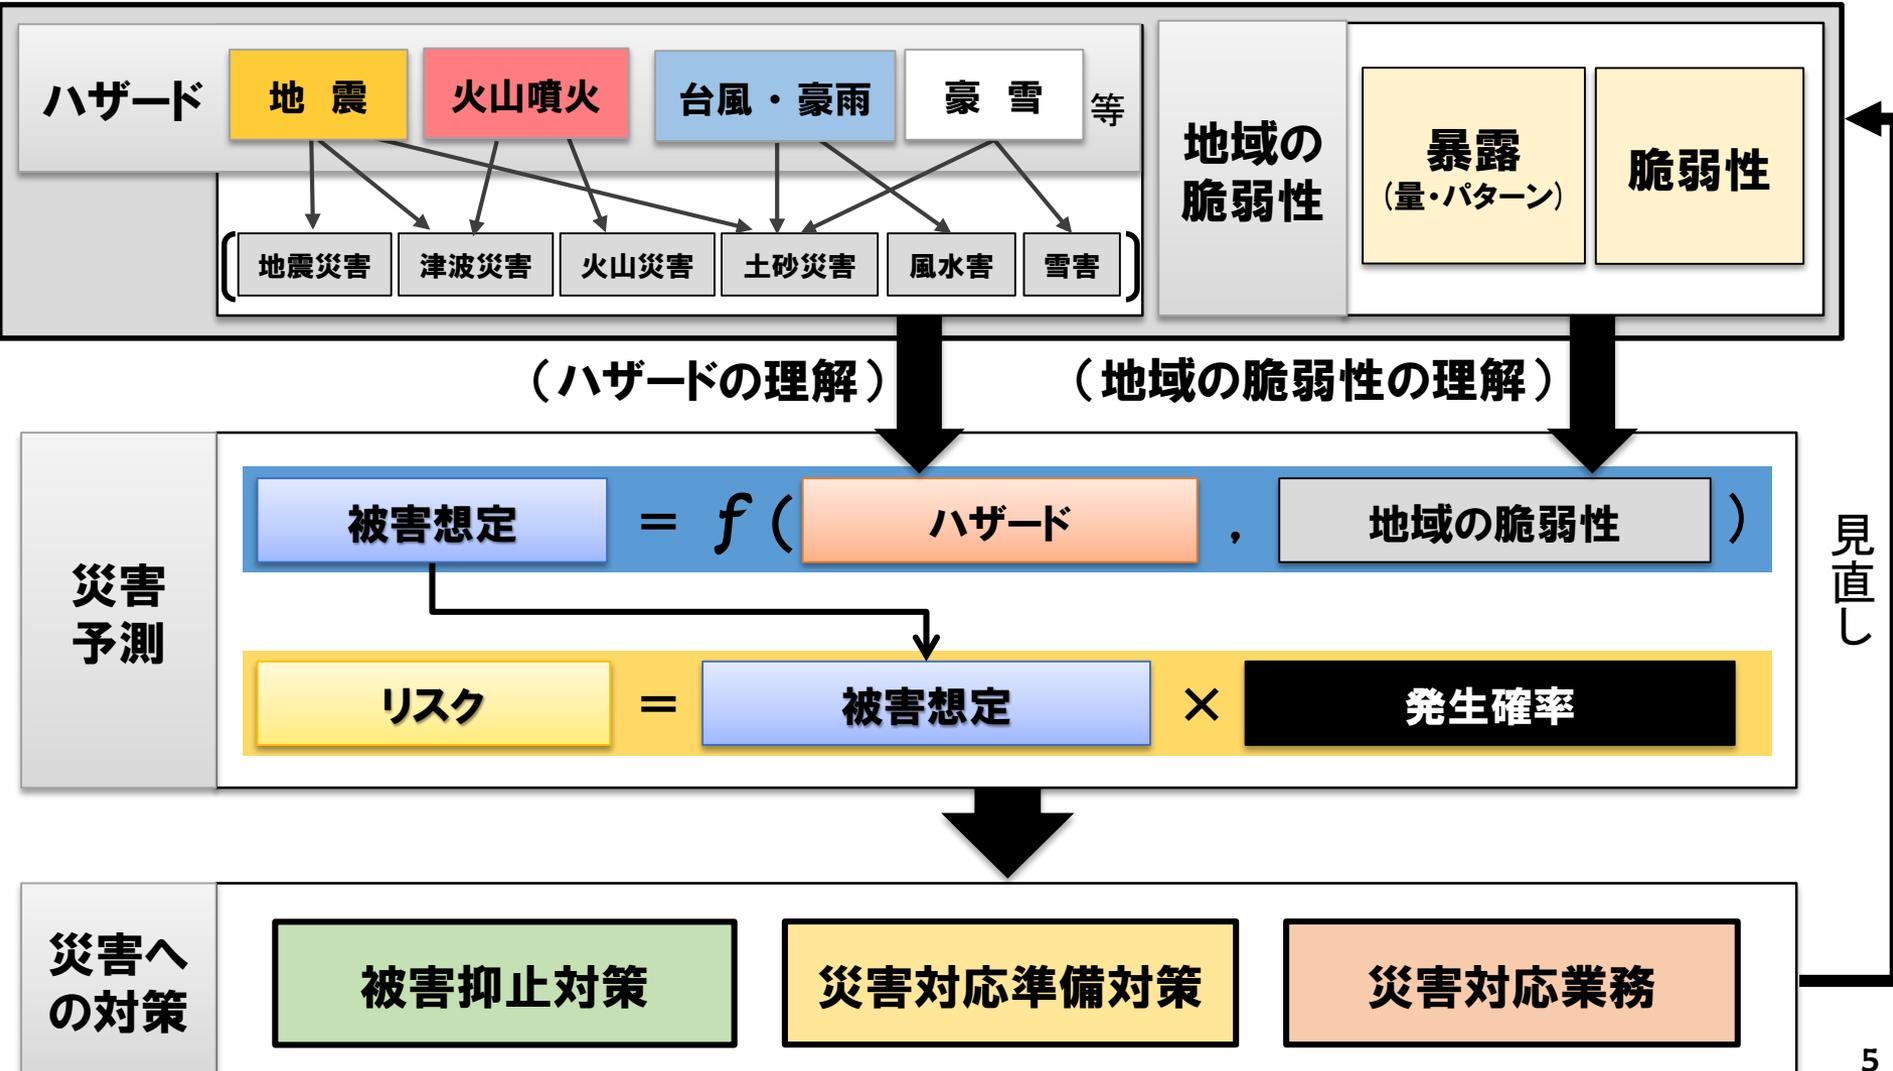 ハザード
地　震
火山噴火
台風・豪雨
豪　雪
等
地震災害
津波災害
火山災害
土砂災害
風水害
雪害
地域の
脆弱性
暴露
(量・パターン)
脆弱性
（ハザードの理解）
（地域の脆弱性の理解）
災害
予測
被害想定 = f ( ハザード , 地域の脆弱性 )
リスク = 被害想定 × 発生確率
見直し
災害へ
の対策
被害抑止対策
災害対応準備対策
災害対応業務
5